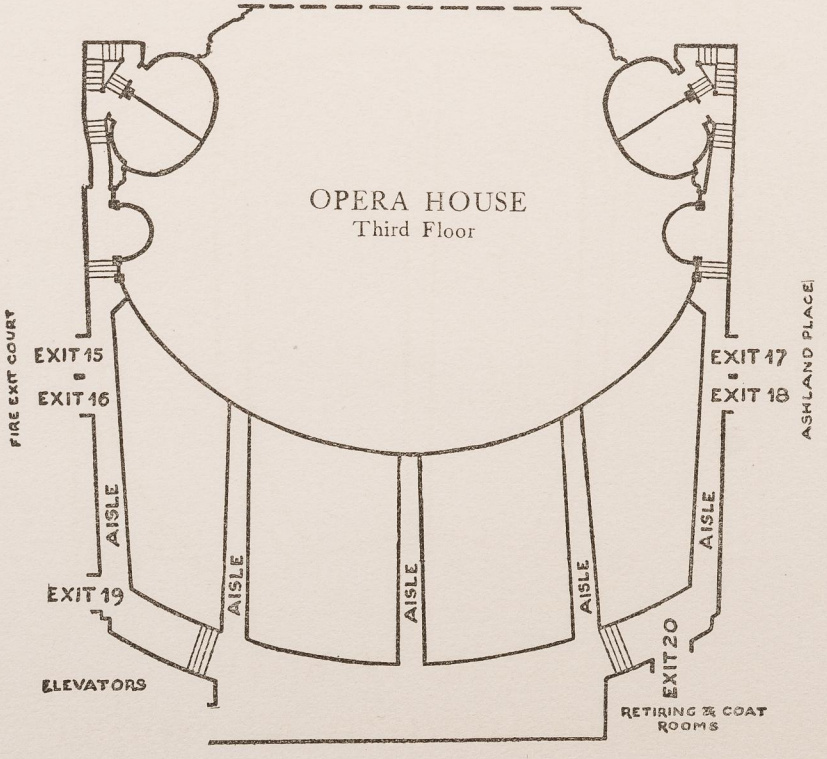 OPERA HOUSE
Third Floor
FIRE EXIT COURT
ASHLAND PLACE
EXIT 15
EXIT 17
EXIT 16
EXIT 18
AISLE
AISLE
AISLE
AISLE
AISLE
EXIT 19
EXIT 20
ELEVATORS
RETIRING & COAT
ROOMS